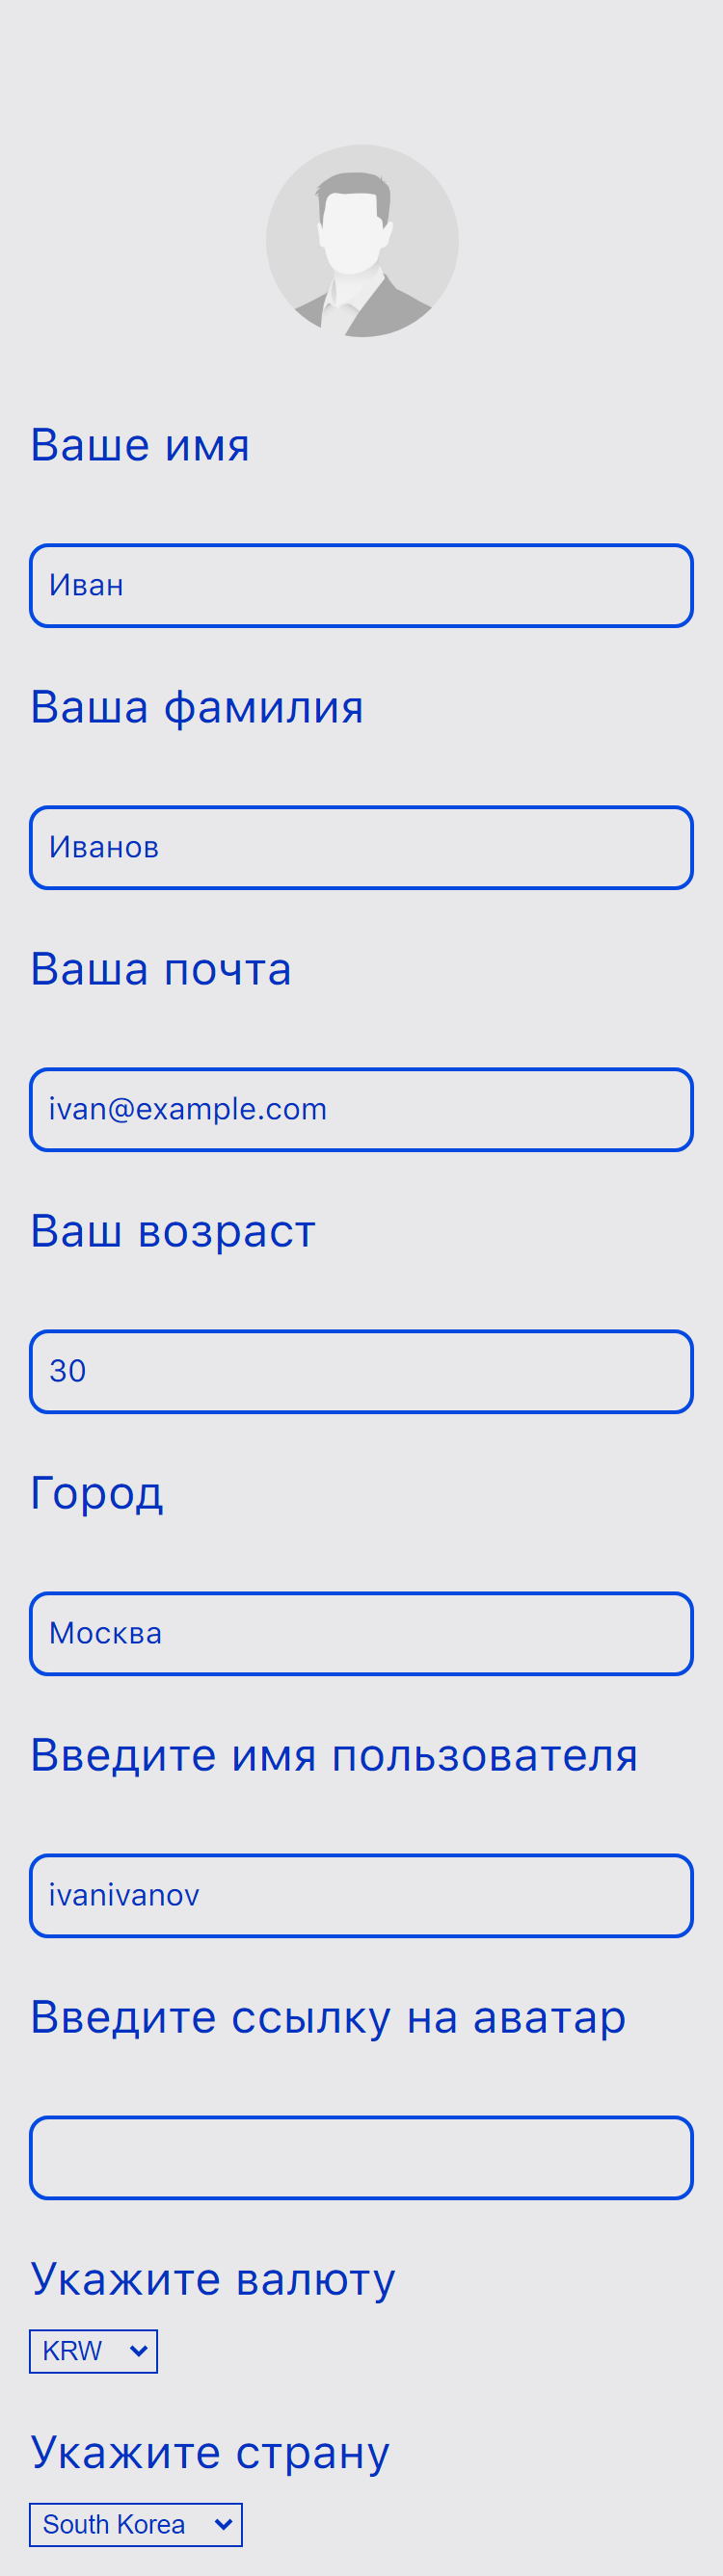 Ваше имя
Иван
Ваша фамилия
Иванов
Ваша почта
ivan@example.com
Ваш возраст
30
Город
Москва
Введите имя пользователя
ivanivanov
Введите ссылку на аватар
Укажите валюту
KRW
Укажите страну
South Korea